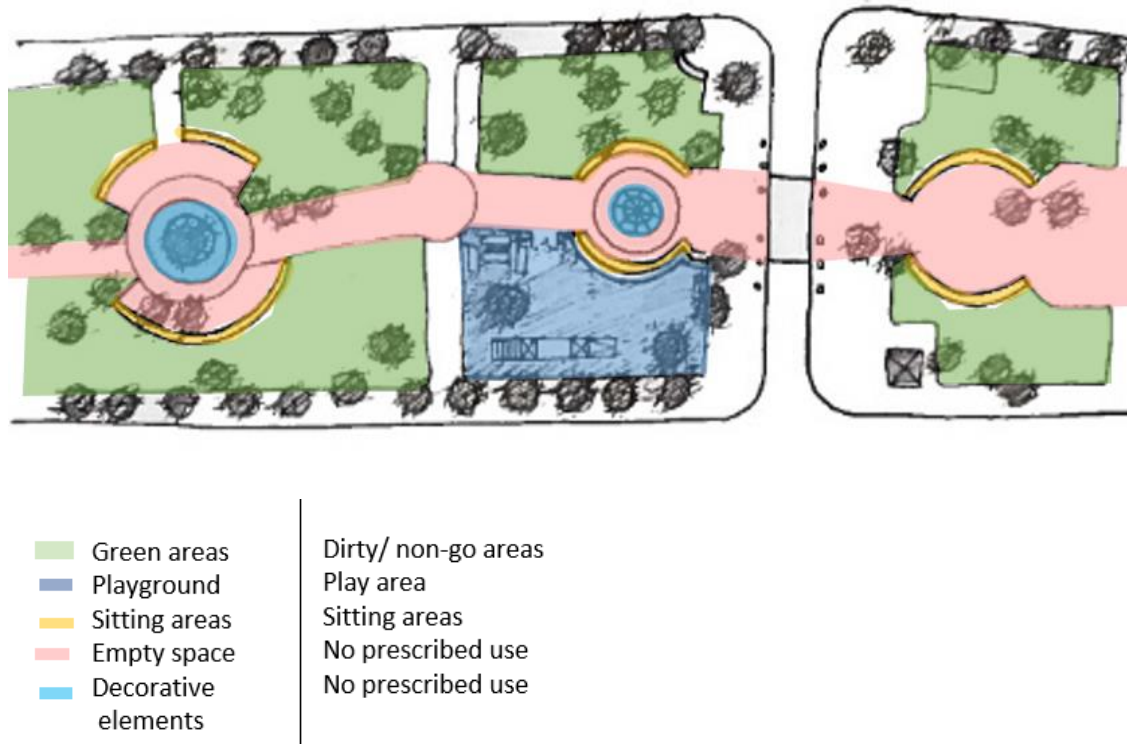 Green areas
Playground
Sitting areas
Empty space
Decorative
elements
Dirty/ non-go areas
Play area
Sitting areas
No prescribed use
No prescribed use